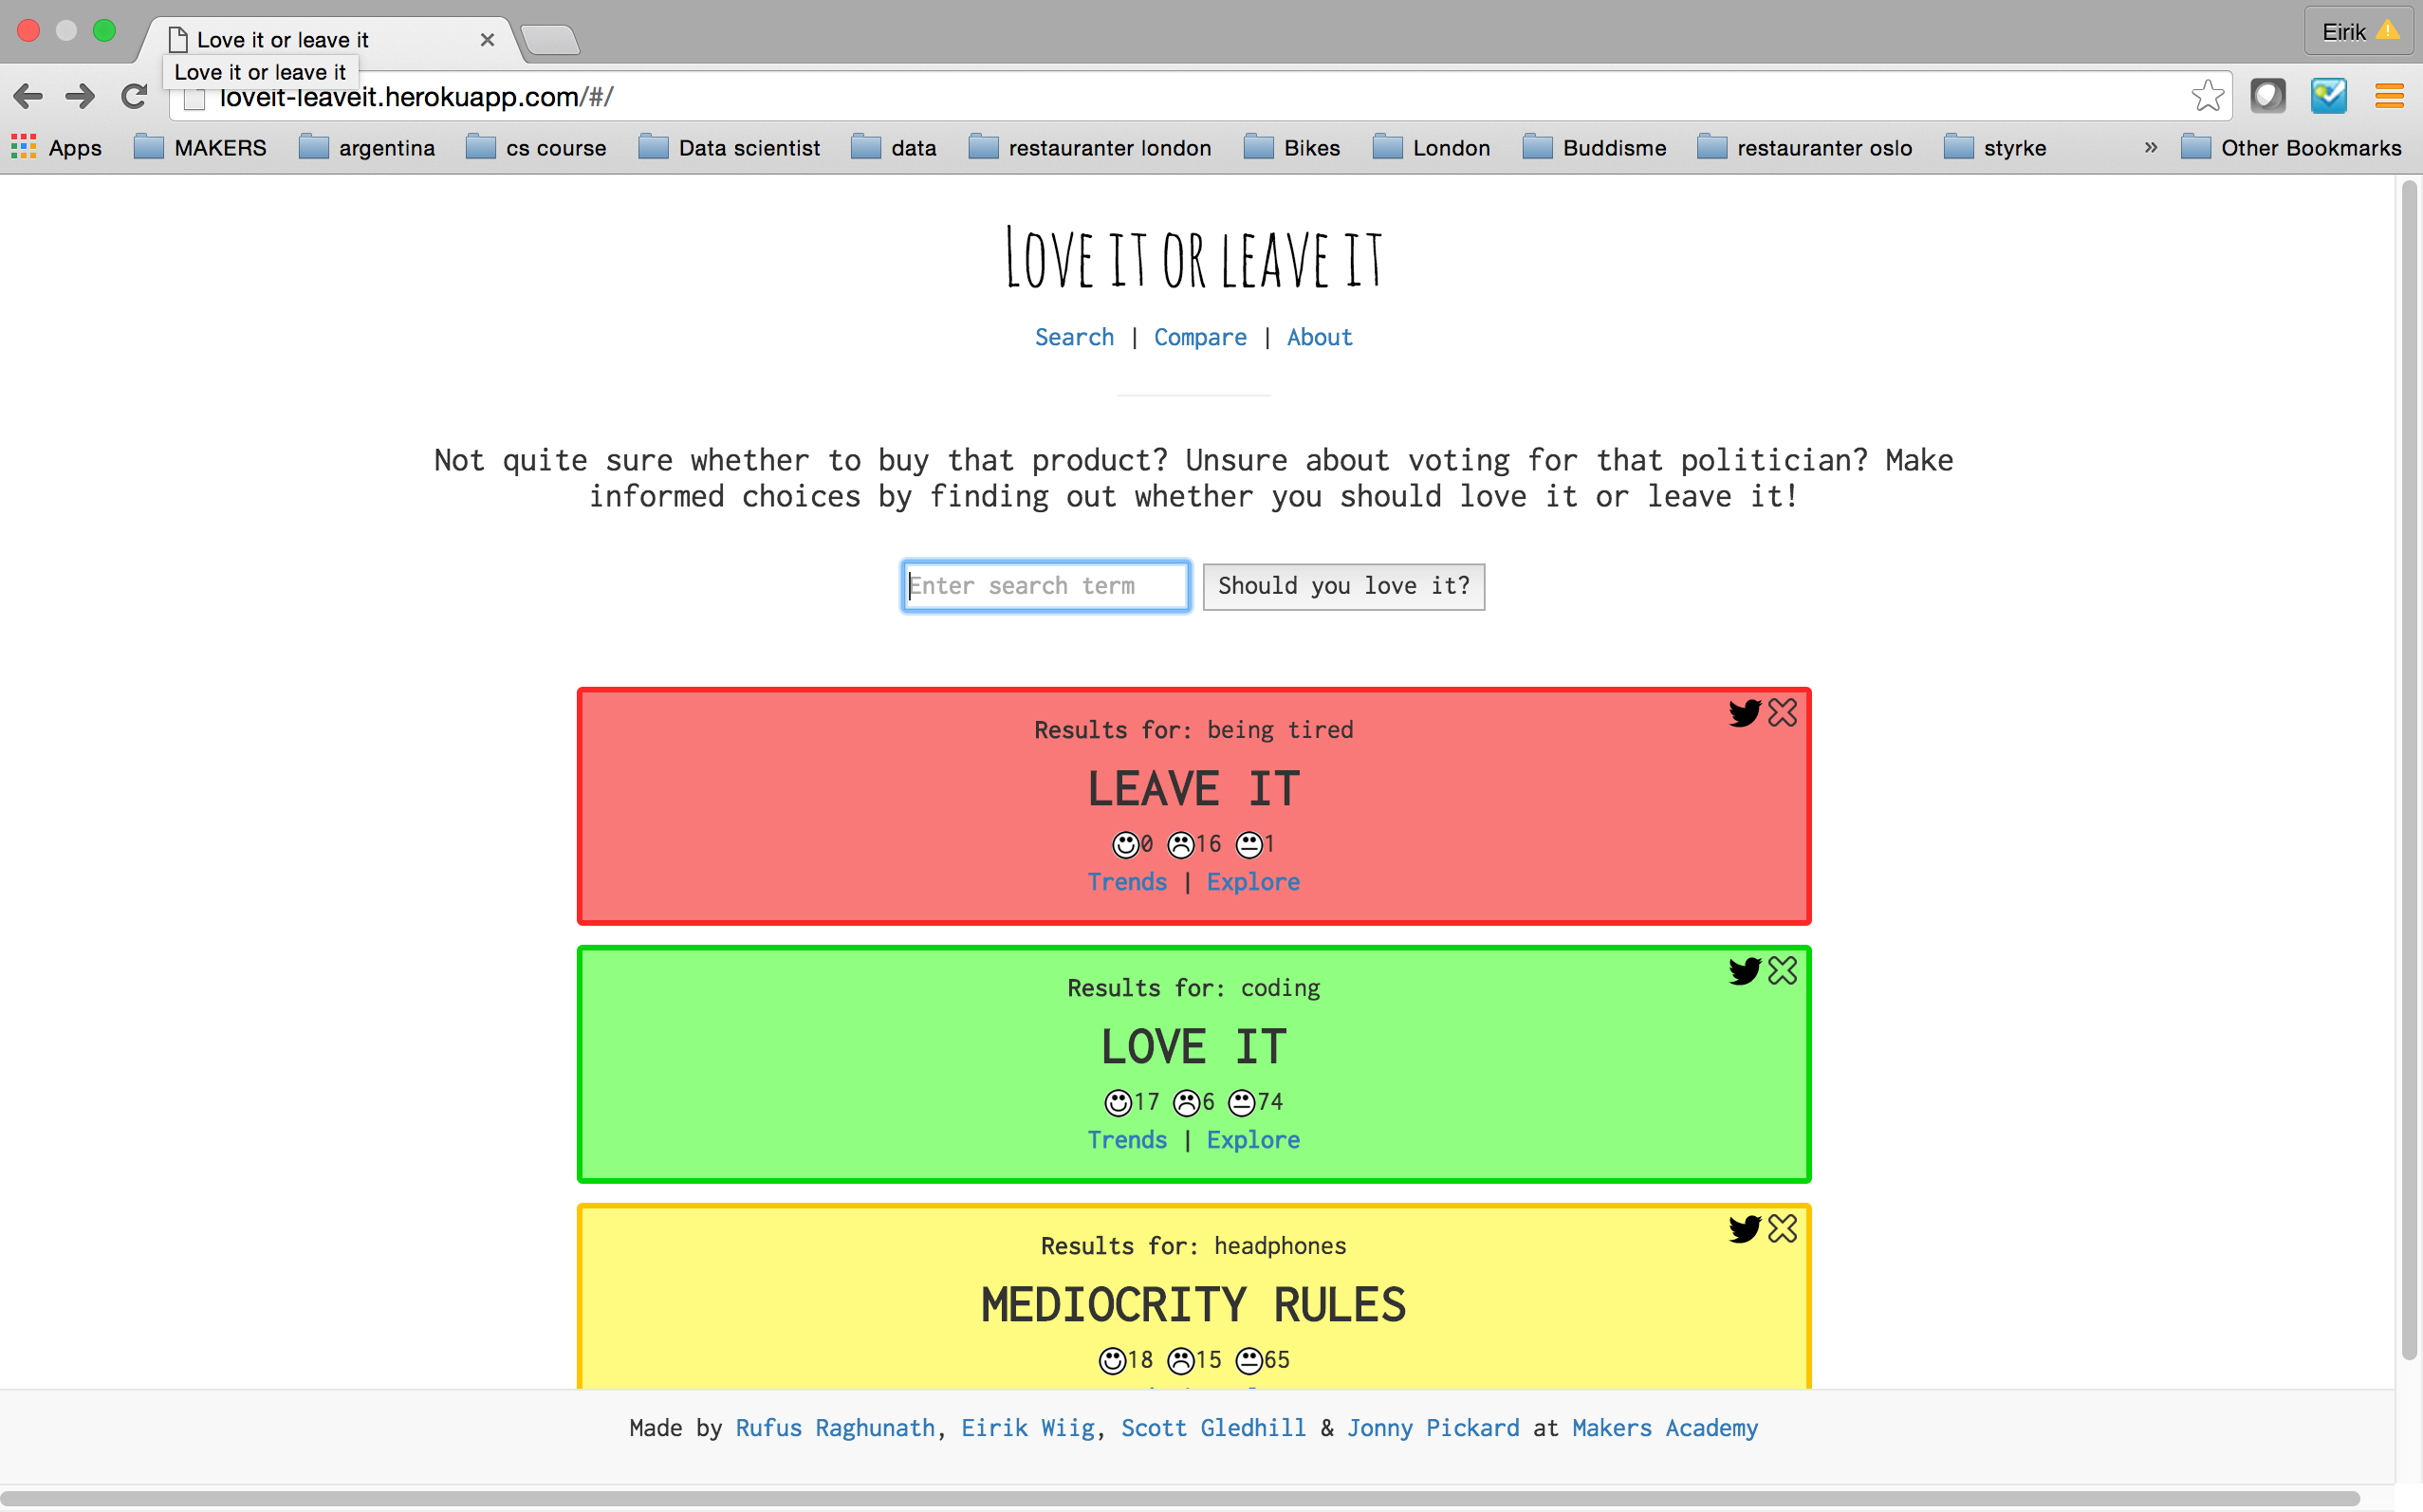 Love it or leave it
Eirik
Love it or leave it
loveit-leaveit.herokuapp.com/#/
Apps MAKERS argentina cs course Data scientist data restauranter london Bikes London Buddisme restauranter oslo styrke » Other Bookmarks
LOVE IT OR LEAVE IT
Search | Compare | About
Not quite sure whether to buy that product? Unsure about voting for that politician? Make
informed choices by finding out whether you should love it or leave it!
Enter search term Should you love it?
Results for: being tired
LEAVE IT
0 16 1
Trends | Explore
Results for: coding
LOVE IT
17 6 74
Trends | Explore
Results for: headphones
MEDIOCRITY RULES
18 15 65
Made by Rufus Raghunath, Eirik Wiig, Scott Gledhill & Jonny Pickard at Makers Academy